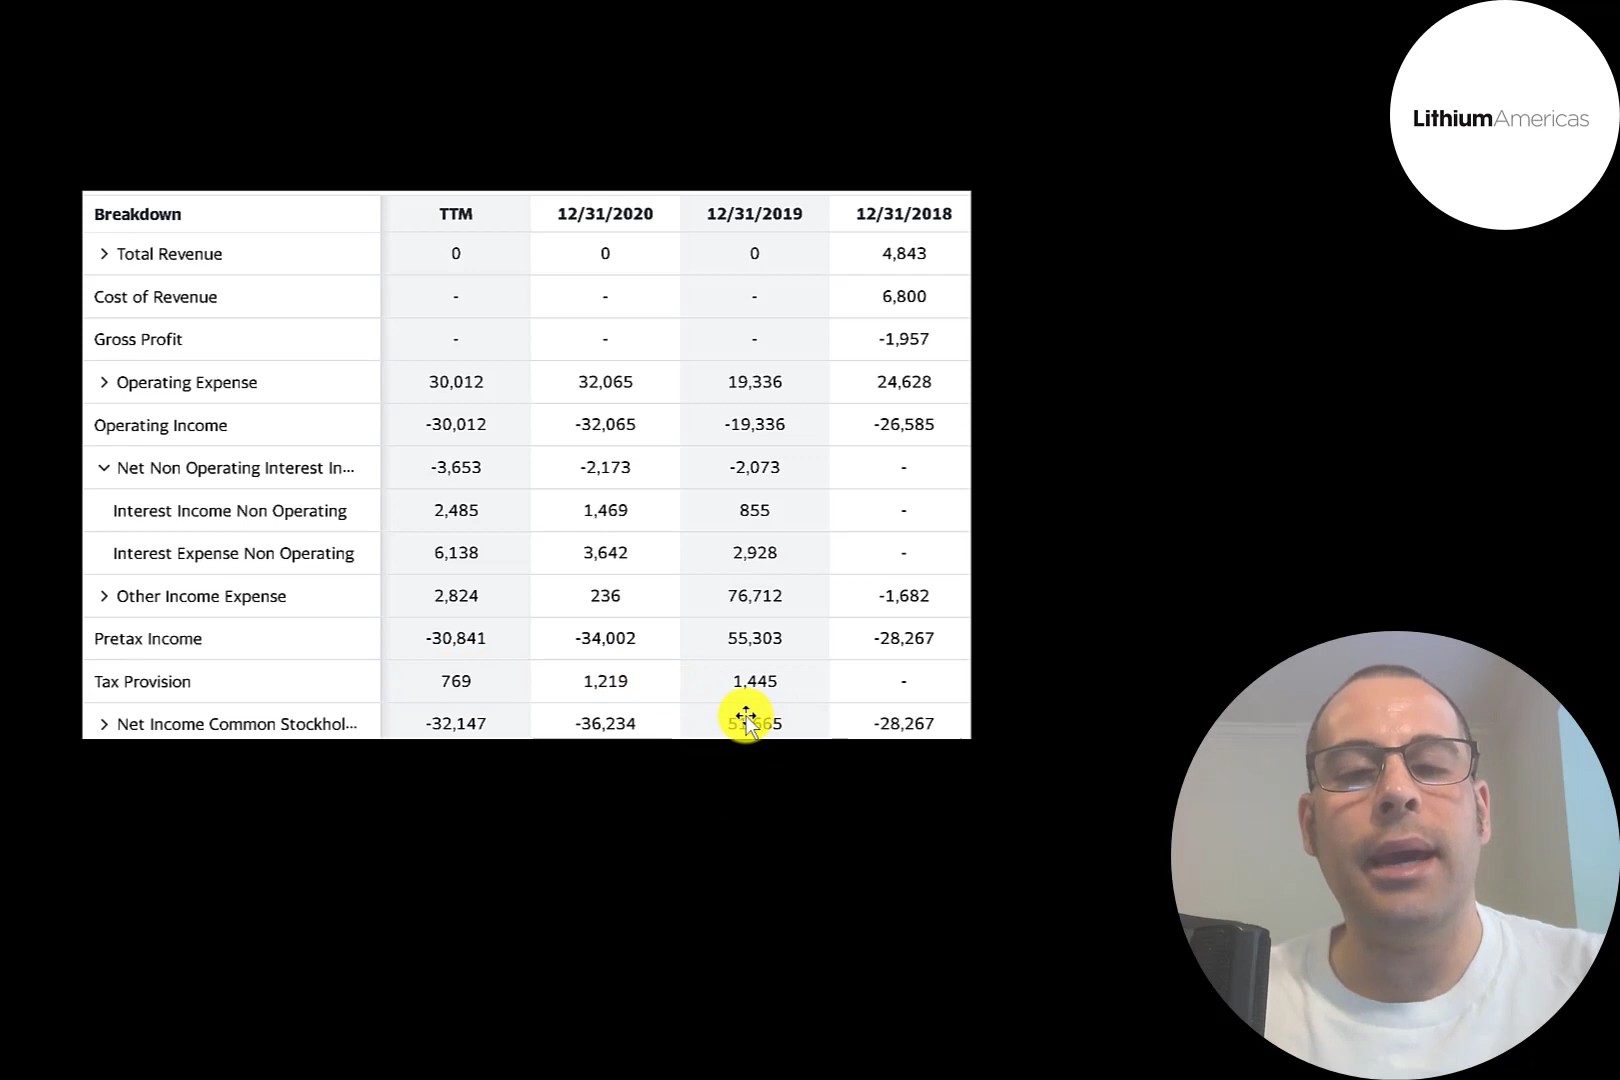 LithiumAmericas
Breakdown TTM 12/31/2020 12/31/2019 12/31/2018
Total Revenue 0 0 0 4,843
Cost of Revenue - - - 6,800
Gross Profit - - - -1,957
Operating Expense 30,012 32,065 19,336 24,628
Operating Income -30,012 -32,065 -19,336 -26,585
Net Non Operating Interest In... -3,653 -2,173 -2,073 -
Interest Income Non Operating 2,485 1,469 855 -
Interest Expense Non Operating 6,138 3,642 2,928 -
Other Income Expense 2,824 236 76,712 -1,682
Pretax Income -30,841 -34,002 55,303 -28,267
Tax Provision 769 1,219 1,445 -
Net Income Common Stockhol... -32,147 -36,234 -28,267